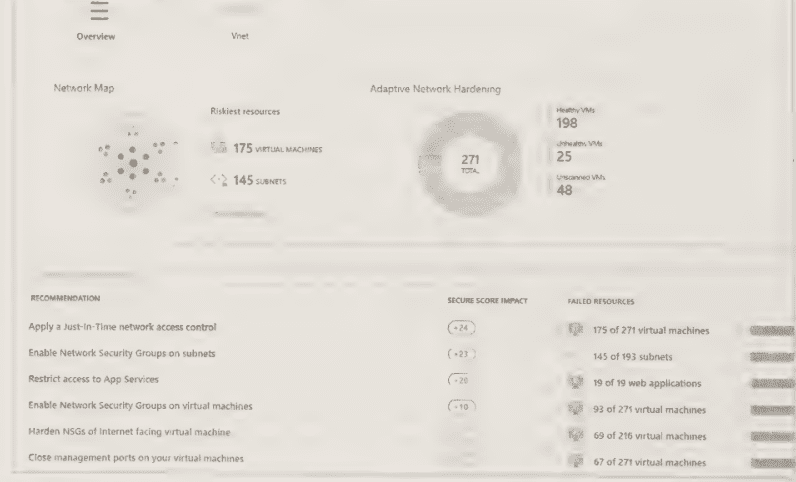 Overview
Vnet
Network Map
Riskiest resources
175 VIRTUAL MACHINES
145 SUBNETS
Adaptive Network Hardening
271
TOTAL
Healthy VMs
198
Unhealthy VMs
25
Unscanned VMs
48
RECOMMENDATION SECURE SCORE IMPACT FAILED RESOURCES
Apply a Just-In-Time network access control +24 175 of 271 virtual machines
Enable Network Security Groups on subnets +23 145 of 193 subnets
Restrict access to App Services +20 19 of 19 web applications
Enable Network Security Groups on virtual machines +10 93 of 271 virtual machines
Harden NSGs of Internet facing virtual machine 69 of 216 virtual machines
Close management ports on your virtual machines 67 of 271 virtual machines